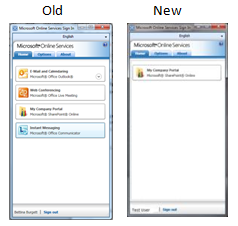 Old
New
Microsoft Online Services Sign In
Microsoft Online Services Sign In
English
English
Microsoft Online Services
Microsoft Online Services
Home Options
Home Options
E-Mail and Calendaring
Microsoft® Office Outlook®
Web Conferencing
Microsoft® Office Live Meeting
My Company Portal
Microsoft® SharePoint® Online
Instant Messaging
Microsoft® Office Communicator
My Company Portal
Microsoft® SharePoint® Online
Sign out
Test User Sign out